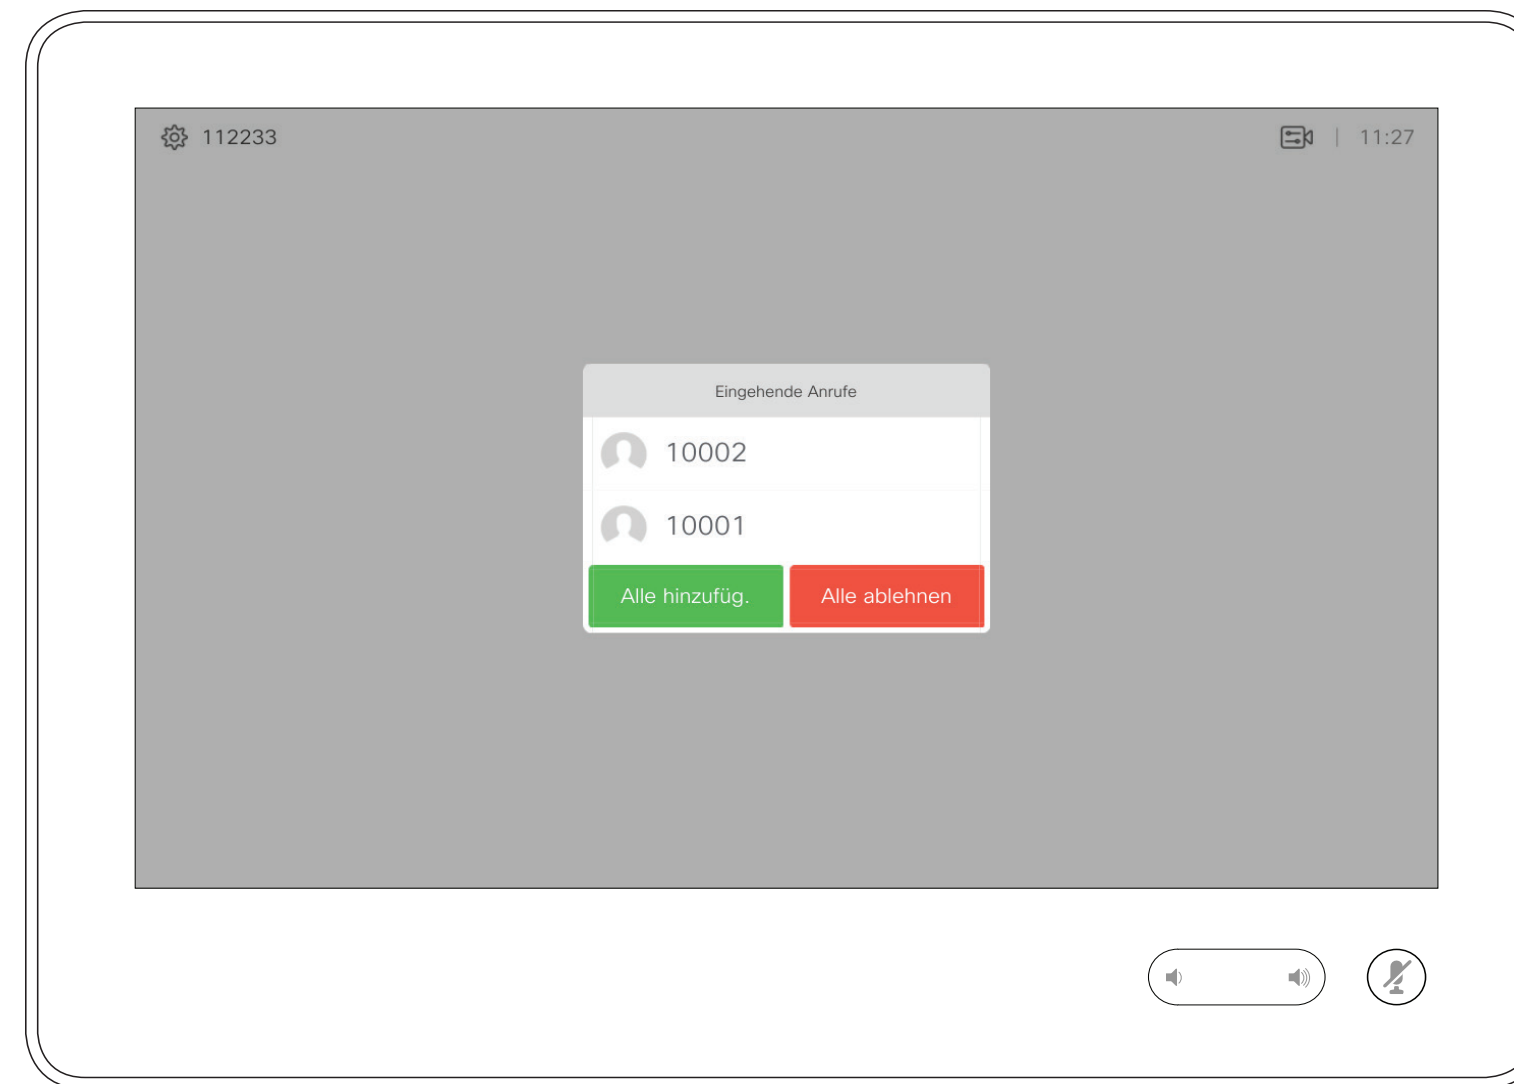 112233
11:27
Eingehende Anrufe
10002
10001
Alle hinzufüg.
Alle ablehnen